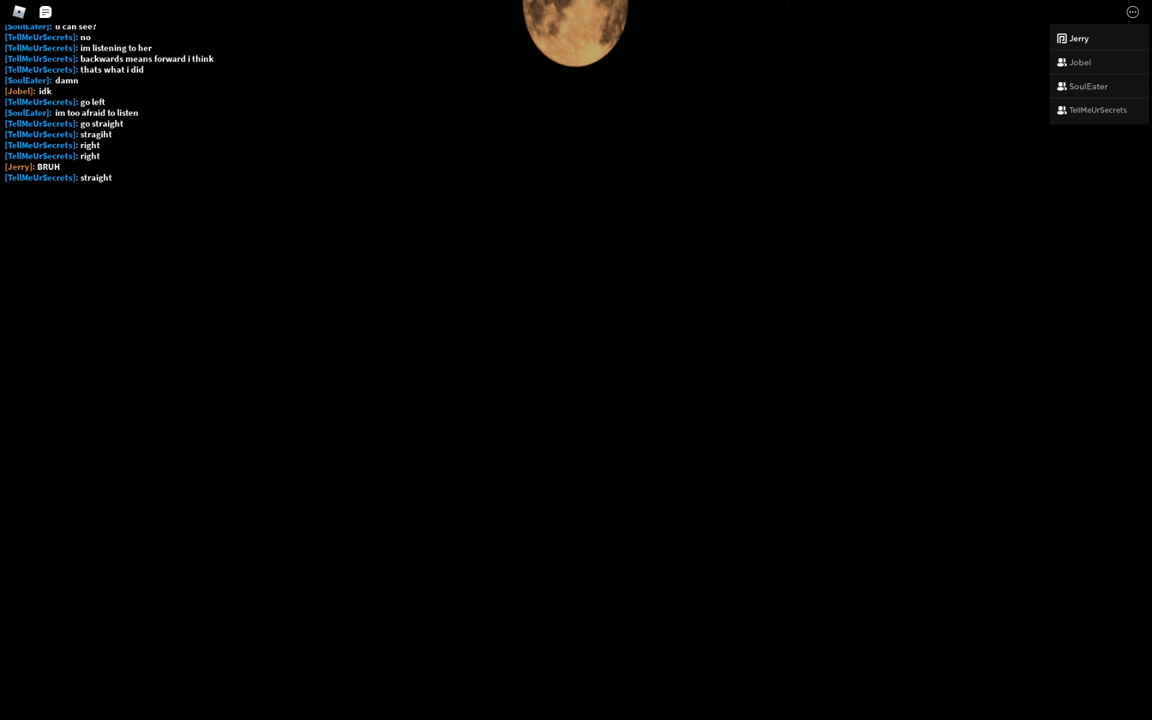 [SoulEater]: u can see?
[TellMeUrSecrets]: no
[TellMeUrSecrets]: im listening to her
[TellMeUrSecrets]: backwards means forward i think
[TellMeUrSecrets]: thats what i did
[SoulEater]: damn
[Jobel]: idk
[TellMeUrSecrets]: go left
[SoulEater]: im too afraid to listen
[TellMeUrSecrets]: go straight
[TellMeUrSecrets]: stragiht
[TellMeUrSecrets]: right
[TellMeUrSecrets]: right
[Jerry]: BRUH
[TellMeUrSecrets]: straight
Jerry
Jobel
SoulEater
TellMeUrSecrets